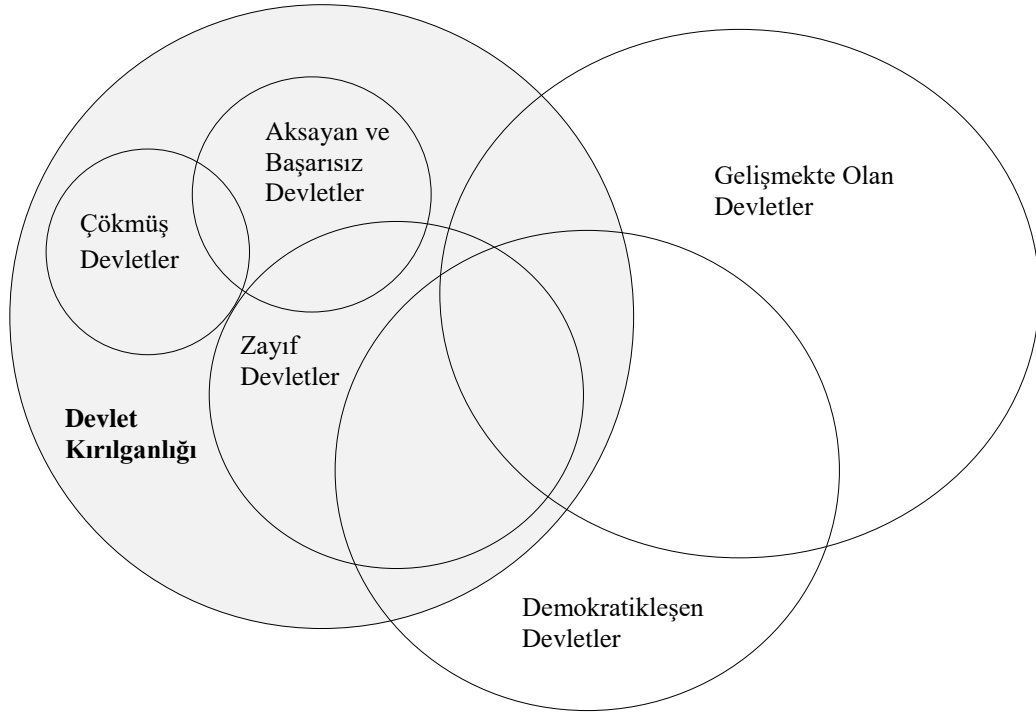 Aksayan ve
Başarısız
Devletler
Gelişmekte Olan
Devletler
Çökmüş
Devletler
Zayıf
Devletler
Devlet
Kırılganlığı
Demokratikleşen
Devletler